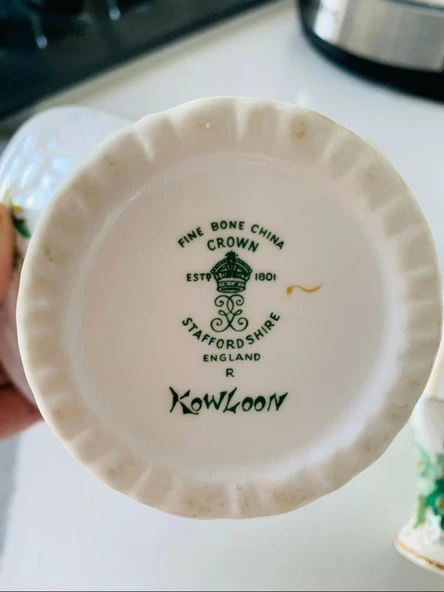 FINE BONE CHINA
CROWN
ESTD 1801
STAFFORDSHIRE
ENGLAND
R
KOWLOON